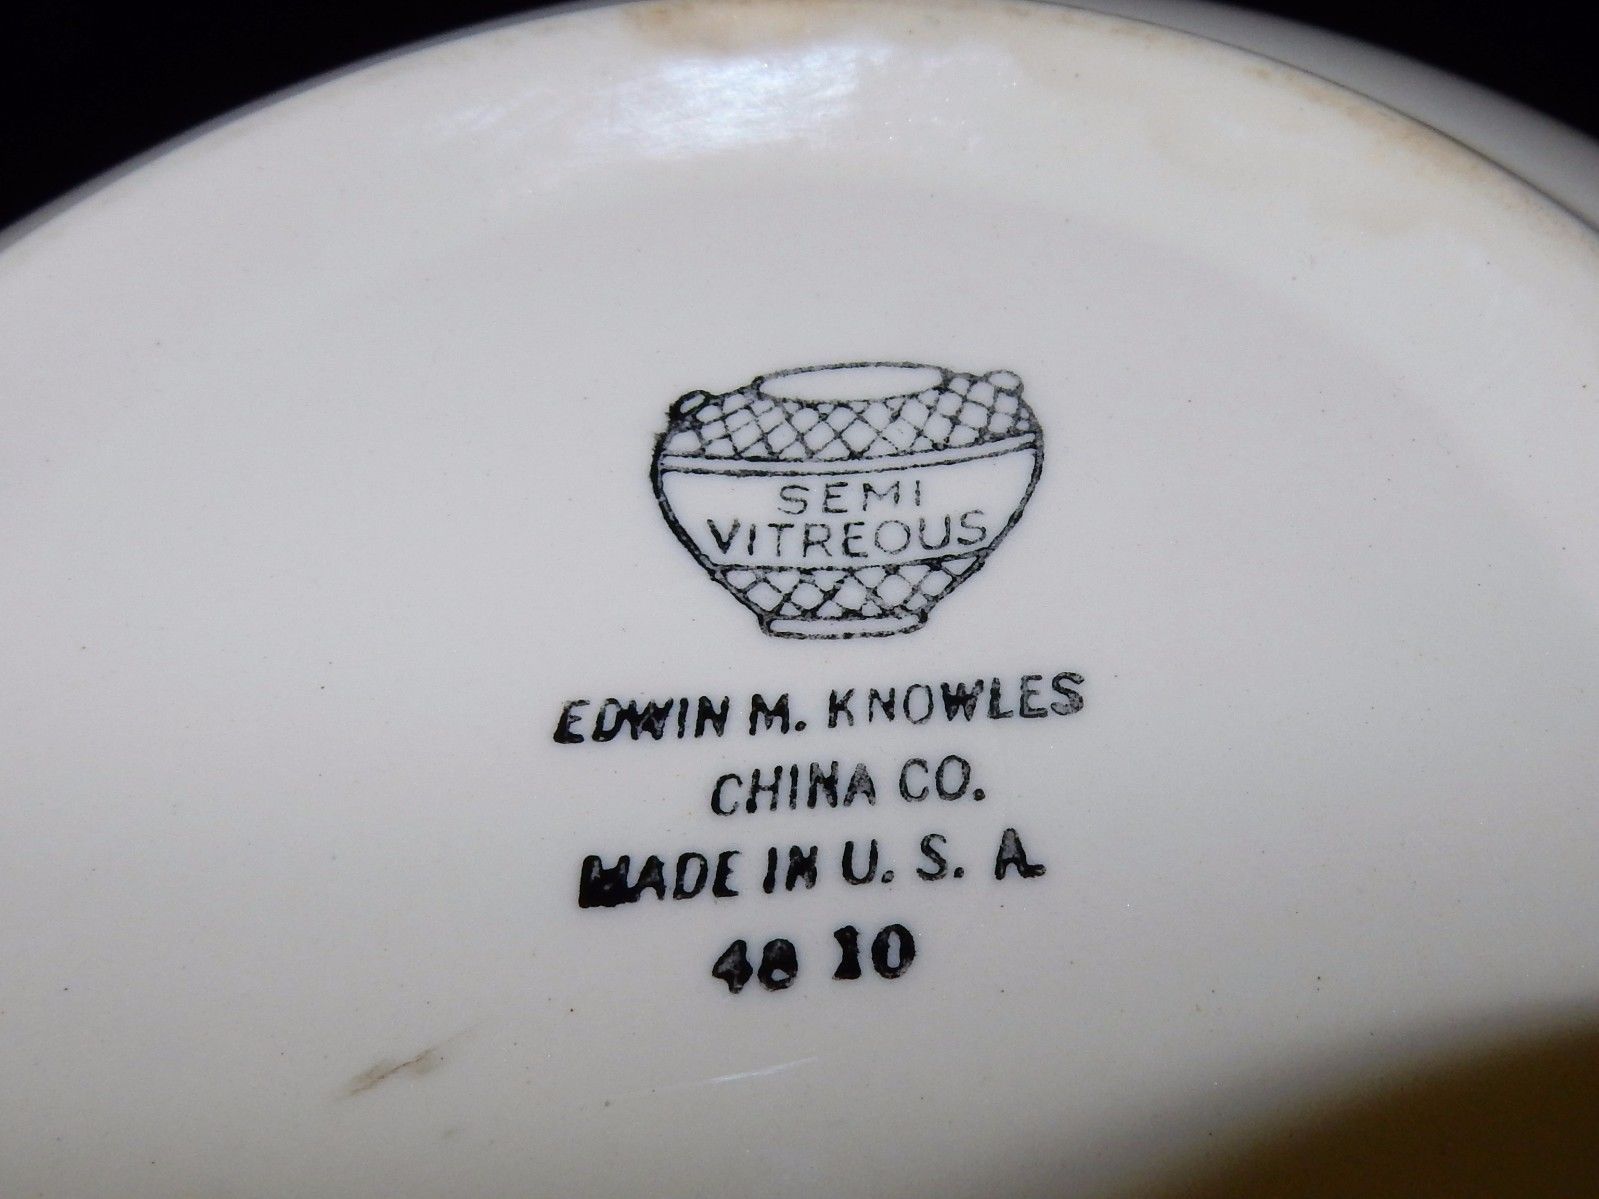 SEMI
VITREOUS
EDWIN M. KNOWLES
CHINA CO.
MADE IN U. S. A.
48 10